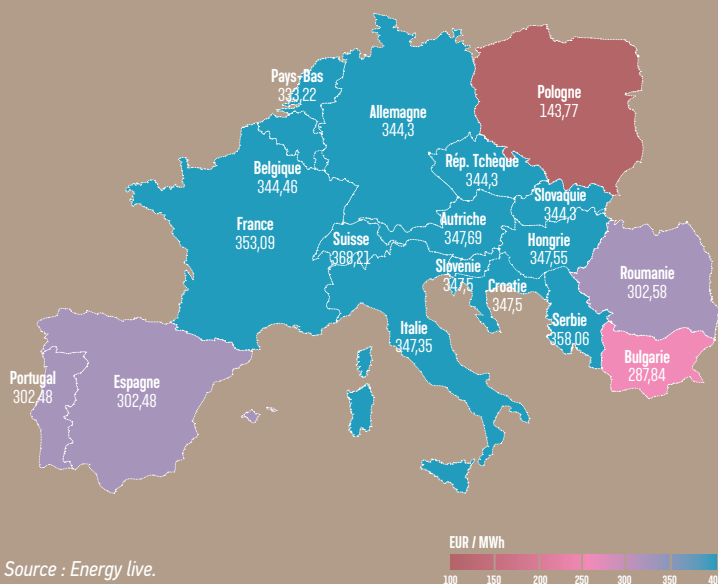 Pays-Bas
333,22
Pologne
143,77
Allemagne
344,3
Belgique
344,46
Rép. Tchèque
344,3
Slovaquie
344,3
France
353,09
Suisse
368,21
Autriche
347,69
Hongrie
347,55
Slovénie
347,5
Croatie
347,5
Roumanie
302,58
Serbie
358,06
Italie
347,35
Bulgarie
287,84
Portugal
302,48
Espagne
302,48
EUR / MWh
100 150 200 250 300 350
Source : Energy live.